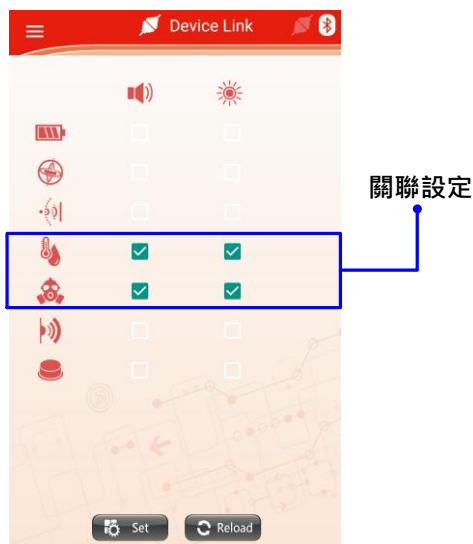 Device Link
關聯設定
Set
Reload